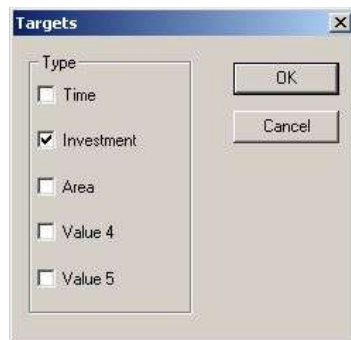 Targets
Type
Time
Investment
Area
Value 4
Value 5
OK
Cancel